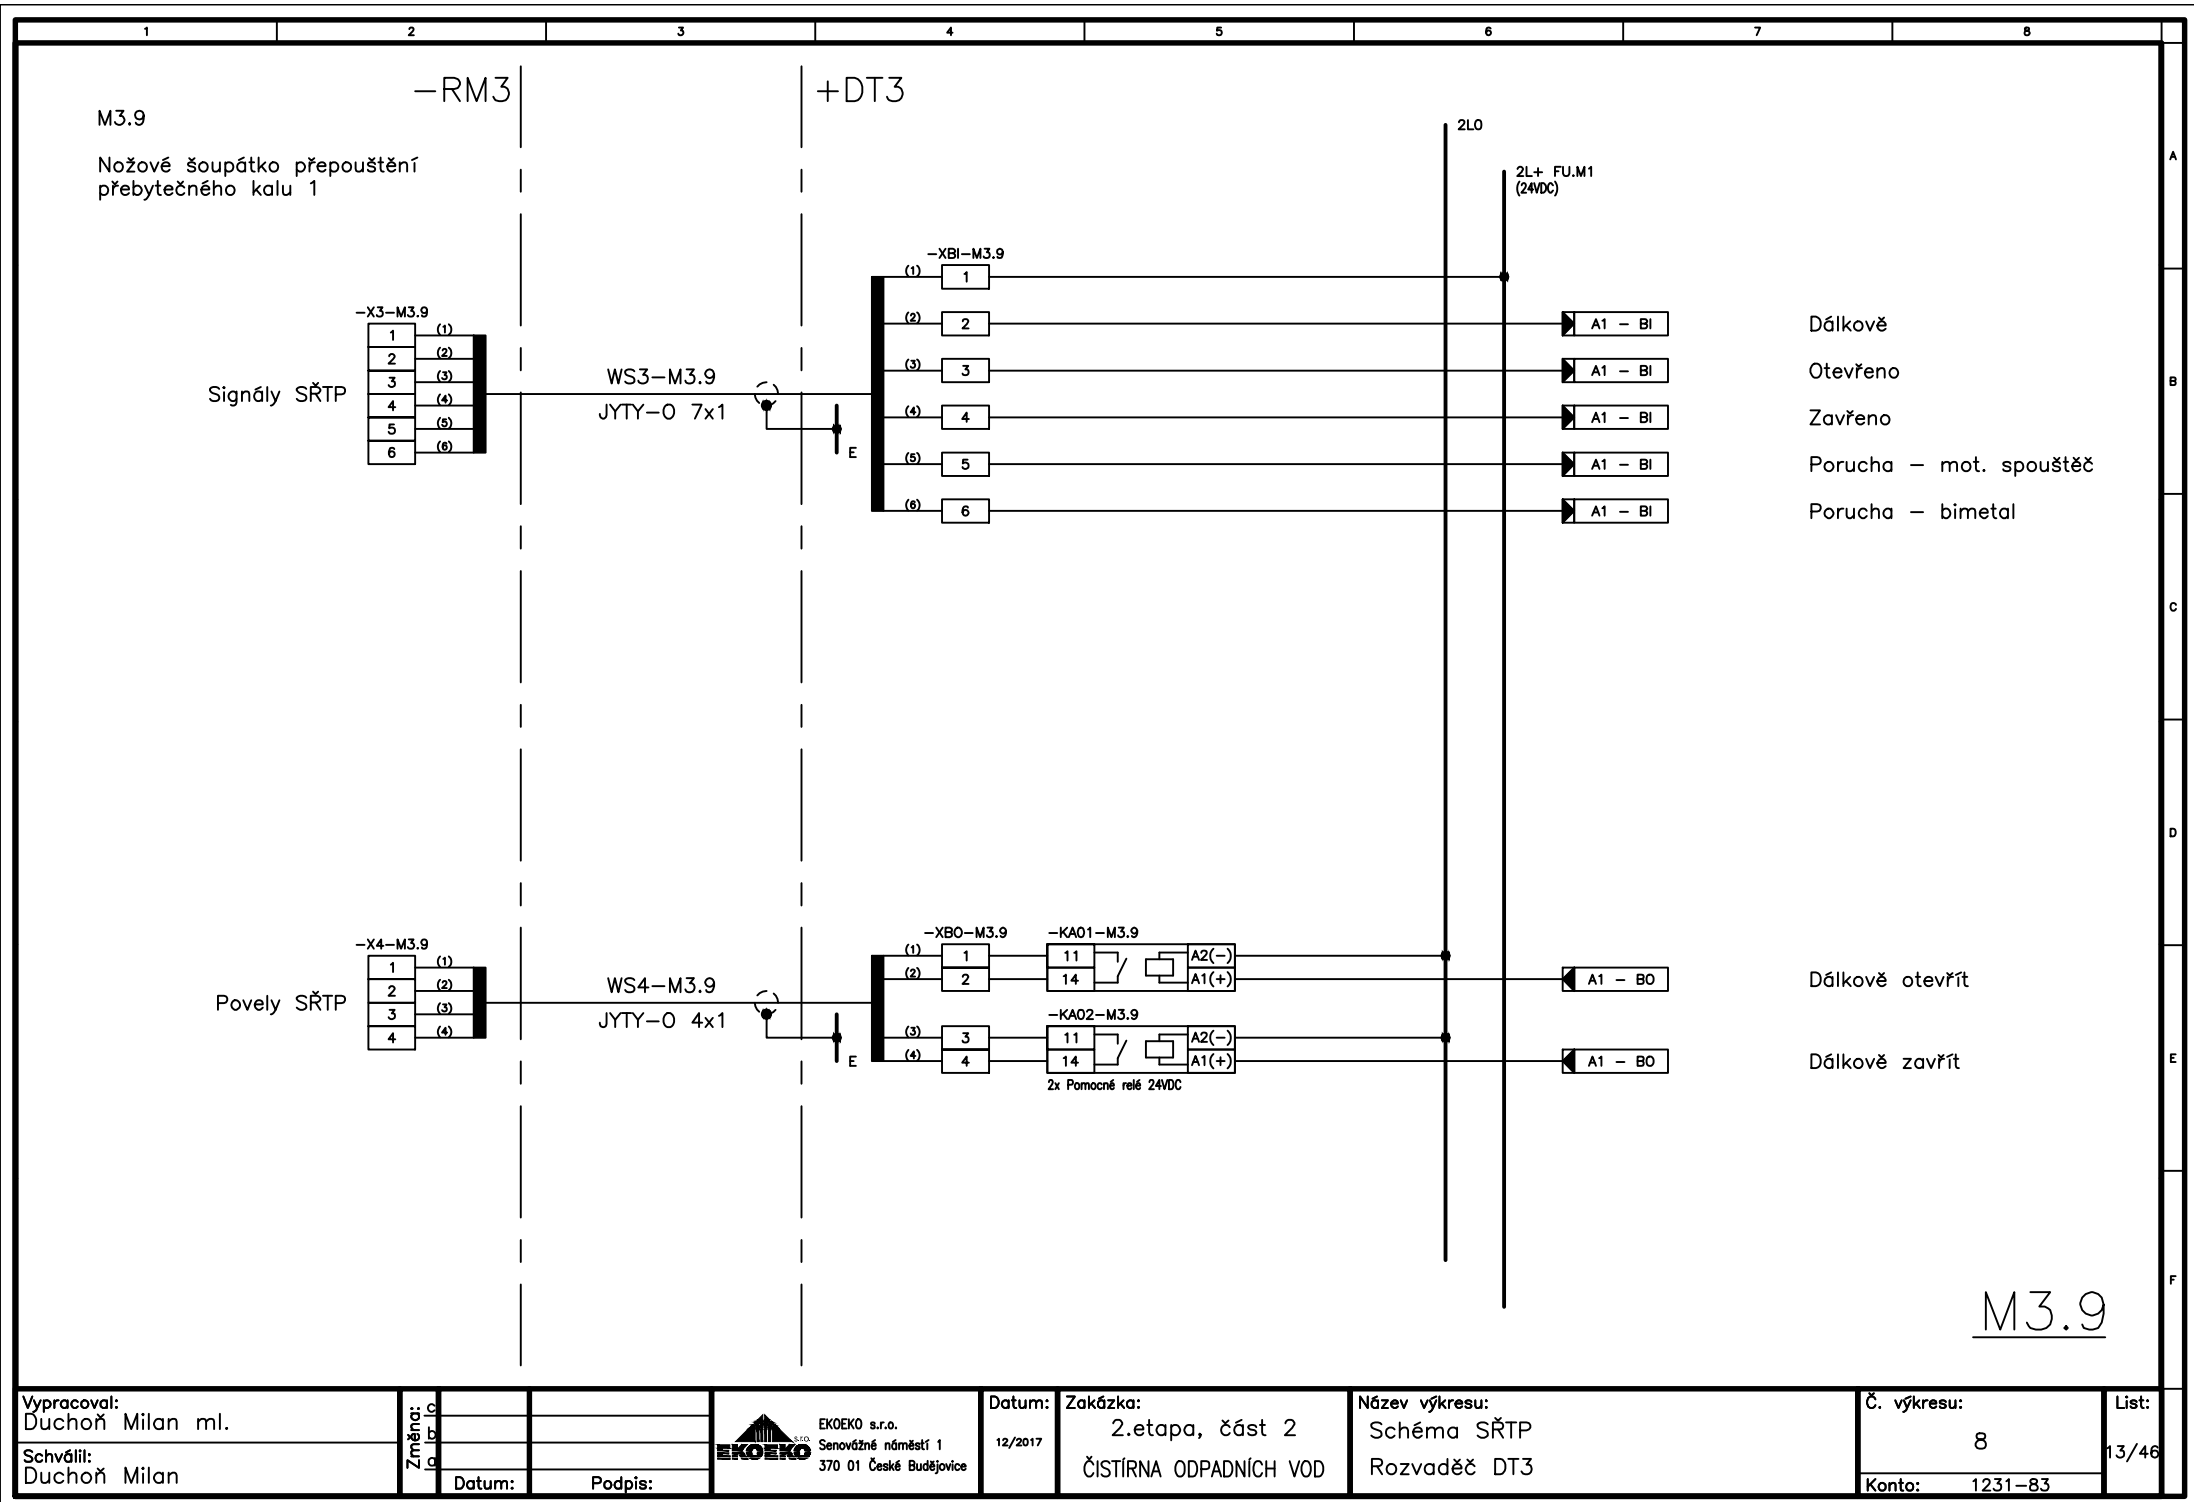 1 2 3 4 5 6 7 8
-RM3
+DT3
M3.9
Nožové šoupátko přepouštění
přebytečného kalu 1
2L0
2L+ FU.M1
(24VDC)
A
B
C
D
E
F
-X3-M3.9
1 (1)
2 (2)
3 (3)
4 (4)
5 (5)
6 (6)
Signály SŘTP
WS3-M3.9
JYTY-O 7x1
E
-XBI-M3.9
(1) 1
(2) 2 A1 - BI Dálkově
(3) 3 A1 - BI Otevřeno
(4) 4 A1 - BI Zavřeno
(5) 5 A1 - BI Porucha - mot. spouštěč
(6) 6 A1 - BI Porucha - bimetal
-X4-M3.9
1 (1)
2 (2)
3 (3)
4 (4)
Povely SŘTP
WS4-M3.9
JYTY-O 4x1
E
-XBO-M3.9 -KA01-M3.9
(1) 1 11 A2(-)
(2) 2 14 A1(+) A1 - BO Dálkově otevřít
-KA02-M3.9
(3) 3 11 A2(-)
(4) 4 14 A1(+) A1 - BO Dálkově zavřít
2x Pomocné relé 24VDC
M3.9
Vypracoval:
Duchoň Milan ml.
Schválil:
Duchoň Milan
Změna:
c
b
a
Datum: Podpis:
EKOEKO s.r.o.
EKOEKO s.r.o.
Senovážné náměstí 1
370 01 České Budějovice
Datum:
12/2017
Zakázka:
2.etapa, část 2
ČISTÍRNA ODPADNÍCH VOD
Název výkresu:
Schéma SŘTP
Rozvaděč DT3
Č. výkresu:
8
Konto: 1231-83
List:
13/46